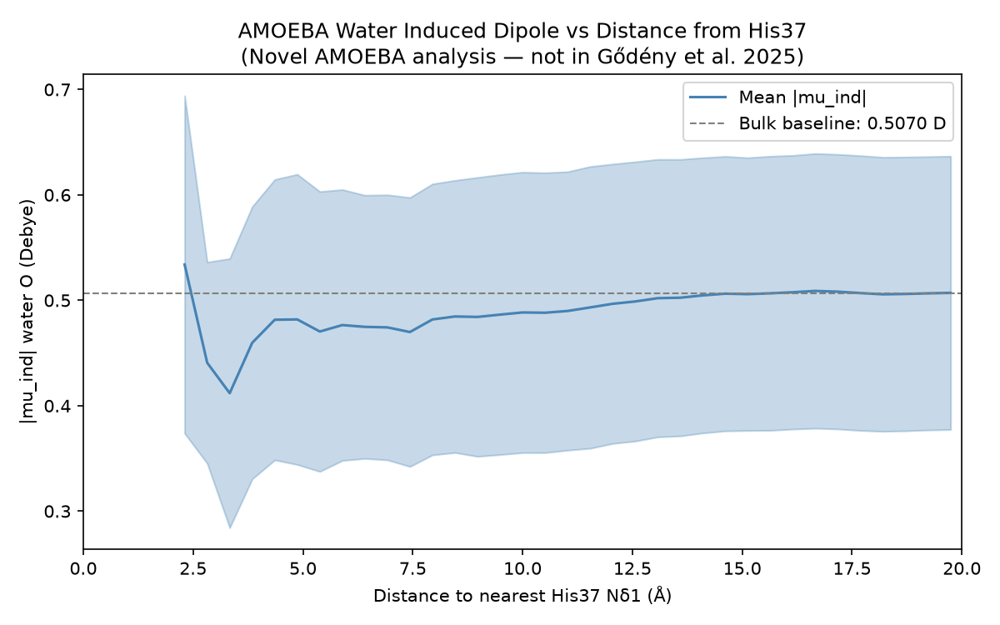 AMOEBA Water Induced Dipole vs Distance from His37
(Novel AMOEBA analysis — not in Gődény et al. 2025)
Mean |mu_ind|
Bulk baseline: 0.5070 D
|mu_ind| water O (Debye)
0.7
0.6
0.5
0.4
0.3
0.0 2.5 5.0 7.5 10.0 12.5 15.0 17.5 20.0
Distance to nearest His37 Nδ1 (Å)